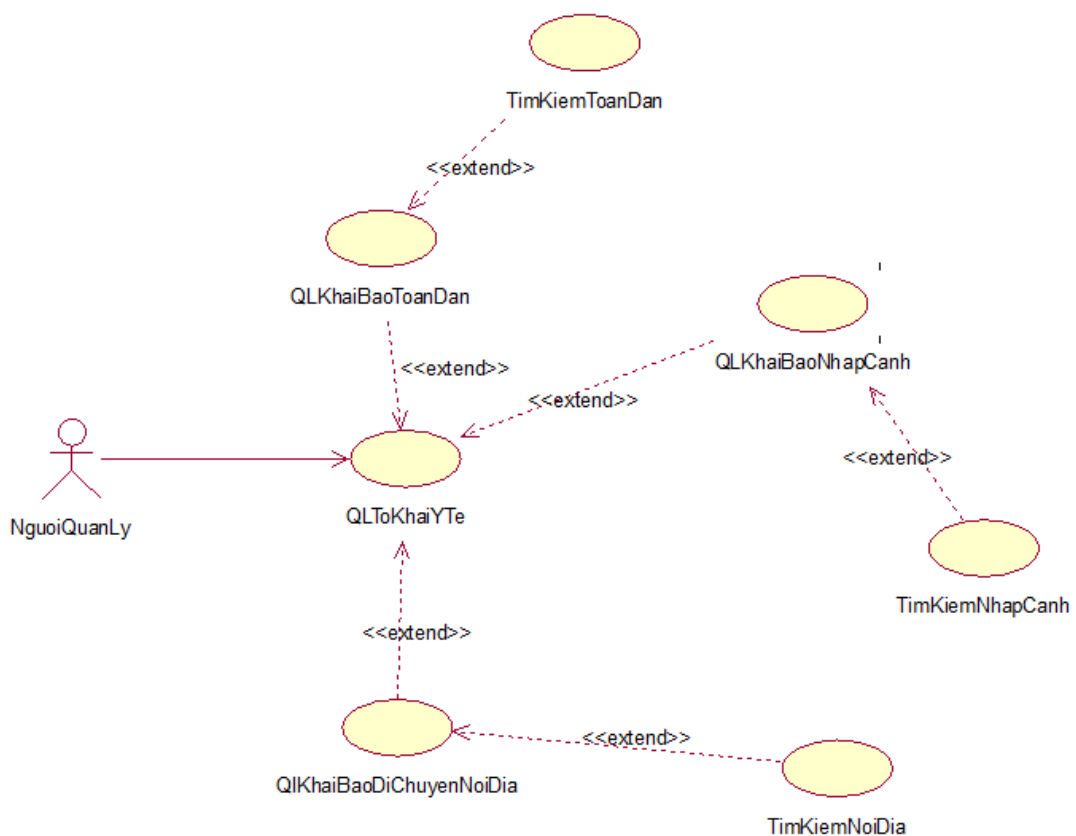 TimKiemToanDan
<<extend>>
QLKhaiBaoToanDan
QLKhaiBaoNhapCanh
<<extend>>
<<extend>>
<<extend>>
NguoiQuanLy
QLToKhaiYTe
TimKiemNhapCanh
<<extend>>
<<extend>>
QlKhaiBaoDiChuyenNoiDia
TimKiemNoiDia